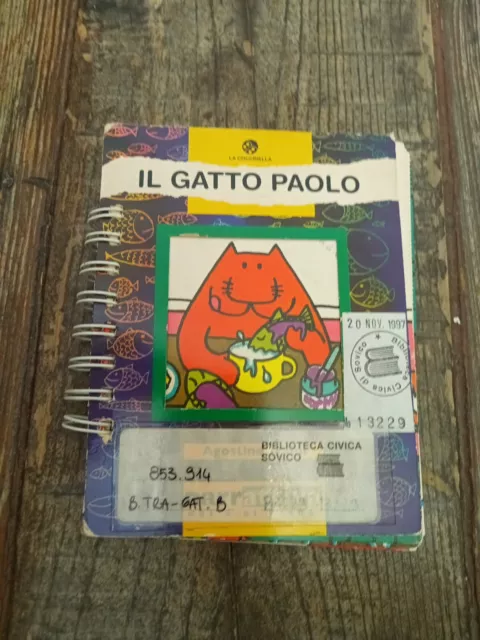 LA COCCINELLA
IL GATTO PAOLO
20 NOV. 1997
Biblioteca Civica di Sovico
13229
Agostino
BIBLIOTECA CIVICA
SOVICO
853.914
B.TRA-GAT.B